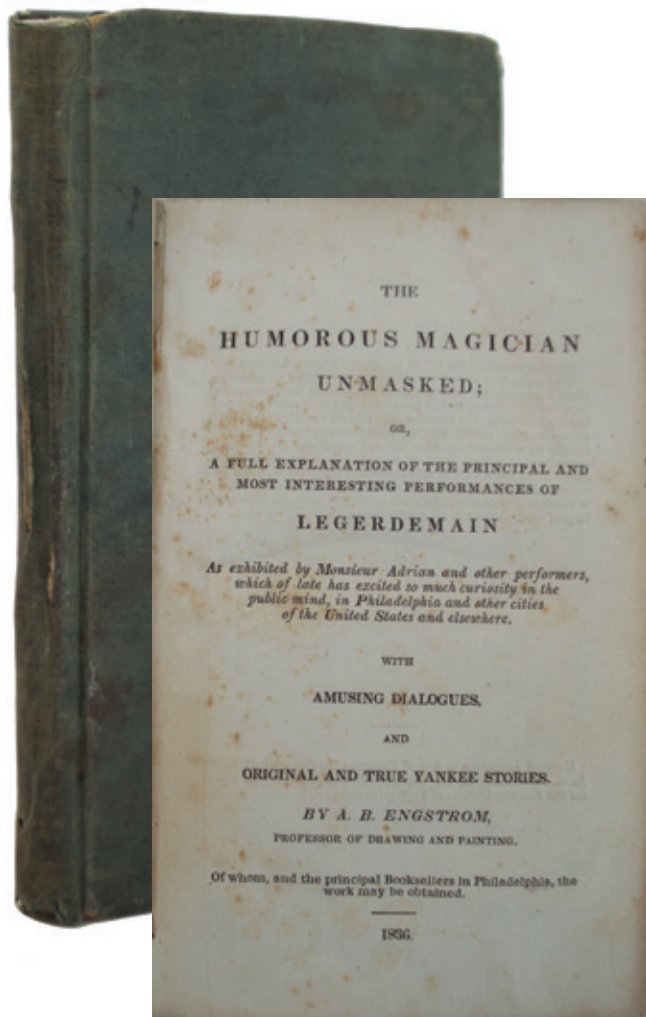 THE
HUMOROUS MAGICIAN
UNMASKED;
OR,
A FULL EXPLANATION OF THE PRINCIPAL AND
MOST INTERESTING PERFORMANCES OF
LEGERDEMAIN
As exhibited by Monsieur Adrian and other performers,
which of late has excited so much curiosity in the
public mind, in Philadelphia and other cities
of the United States and elsewhere.
WITH
AMUSING DIALOGUES,
AND
ORIGINAL AND TRUE YANKEE STORIES.
BY A. B. ENGSTROM,
PROFESSOR OF DRAWING AND PAINTING.
Of whom, and the principal Booksellers in Philadelphia, the
work may be obtained.
1836.